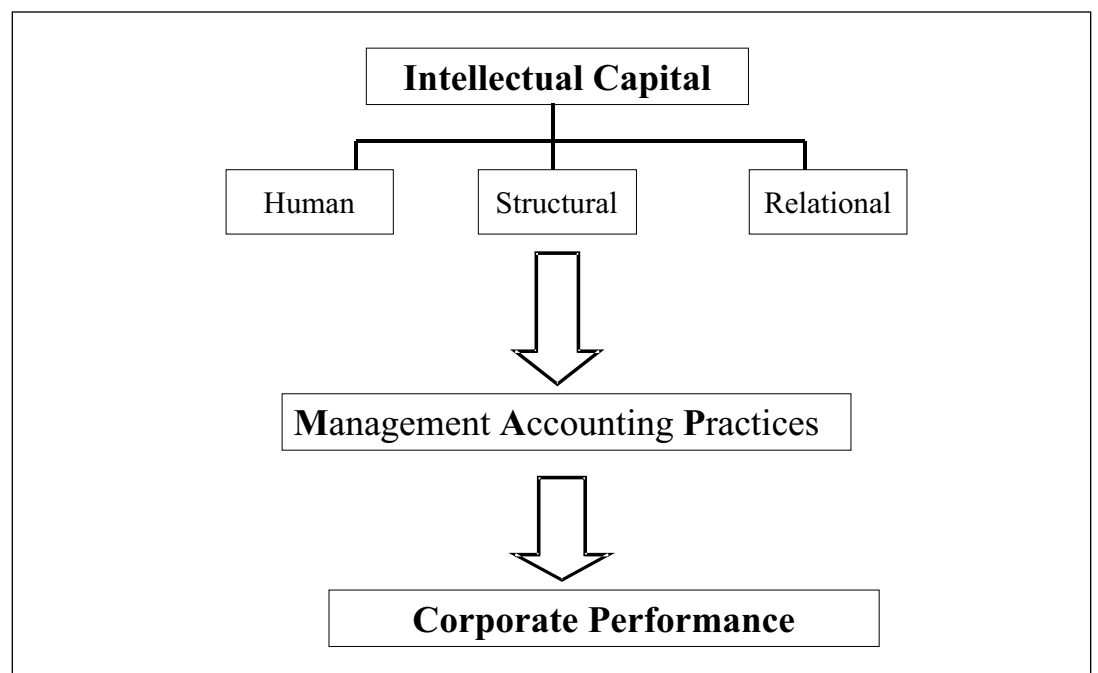 Intellectual Capital
Human Structural Relational
Management Accounting Practices
Corporate Performance